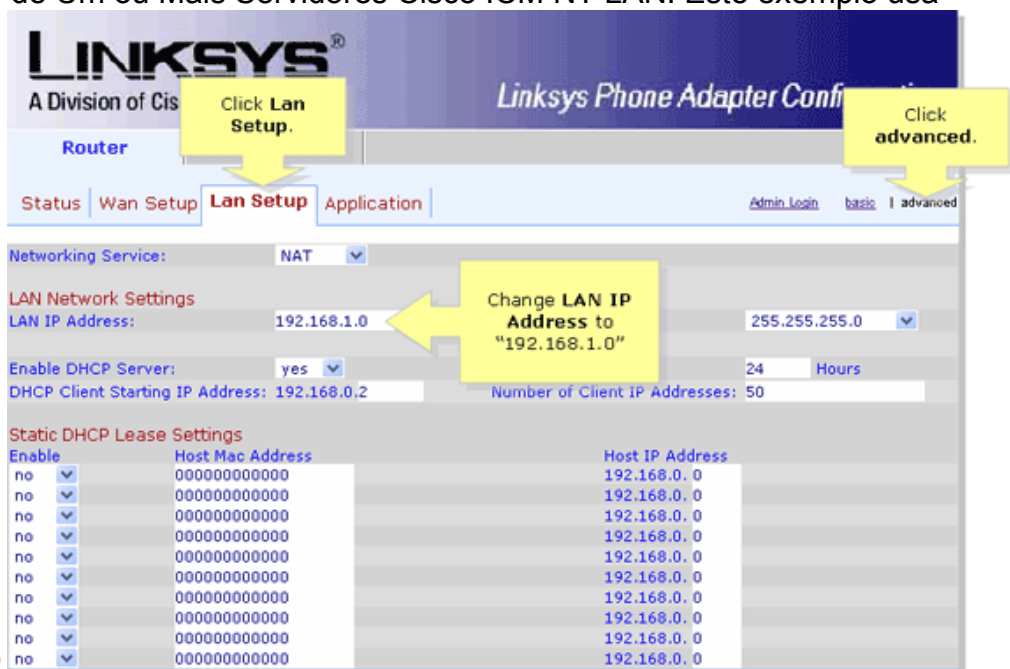 de Um ou Mais Servidores Cisco ICM NT LAN. Este exemplo usa
LINKSYS®
A Division of Cis
Linksys Phone Adapter Confi
Click Lan
Setup.
Click
advanced.
Router
Status Wan Setup Lan Setup Application Admin Login basic | advanced
Networking Service: NAT
LAN Network Settings
LAN IP Address: 192.168.1.0 255.255.255.0
Change LAN IP
Address to
"192.168.1.0"
Enable DHCP Server: yes 24 Hours
DHCP Client Starting IP Address: 192.168.0.2 Number of Client IP Addresses: 50
Static DHCP Lease Settings
Enable Host Mac Address Host IP Address
no 000000000000 192.168.0. 0
no 000000000000 192.168.0. 0
no 000000000000 192.168.0. 0
no 000000000000 192.168.0. 0
no 000000000000 192.168.0. 0
no 000000000000 192.168.0. 0
no 000000000000 192.168.0. 0
no 000000000000 192.168.0. 0
no 000000000000 192.168.0. 0
no 000000000000 192.168.0. 0